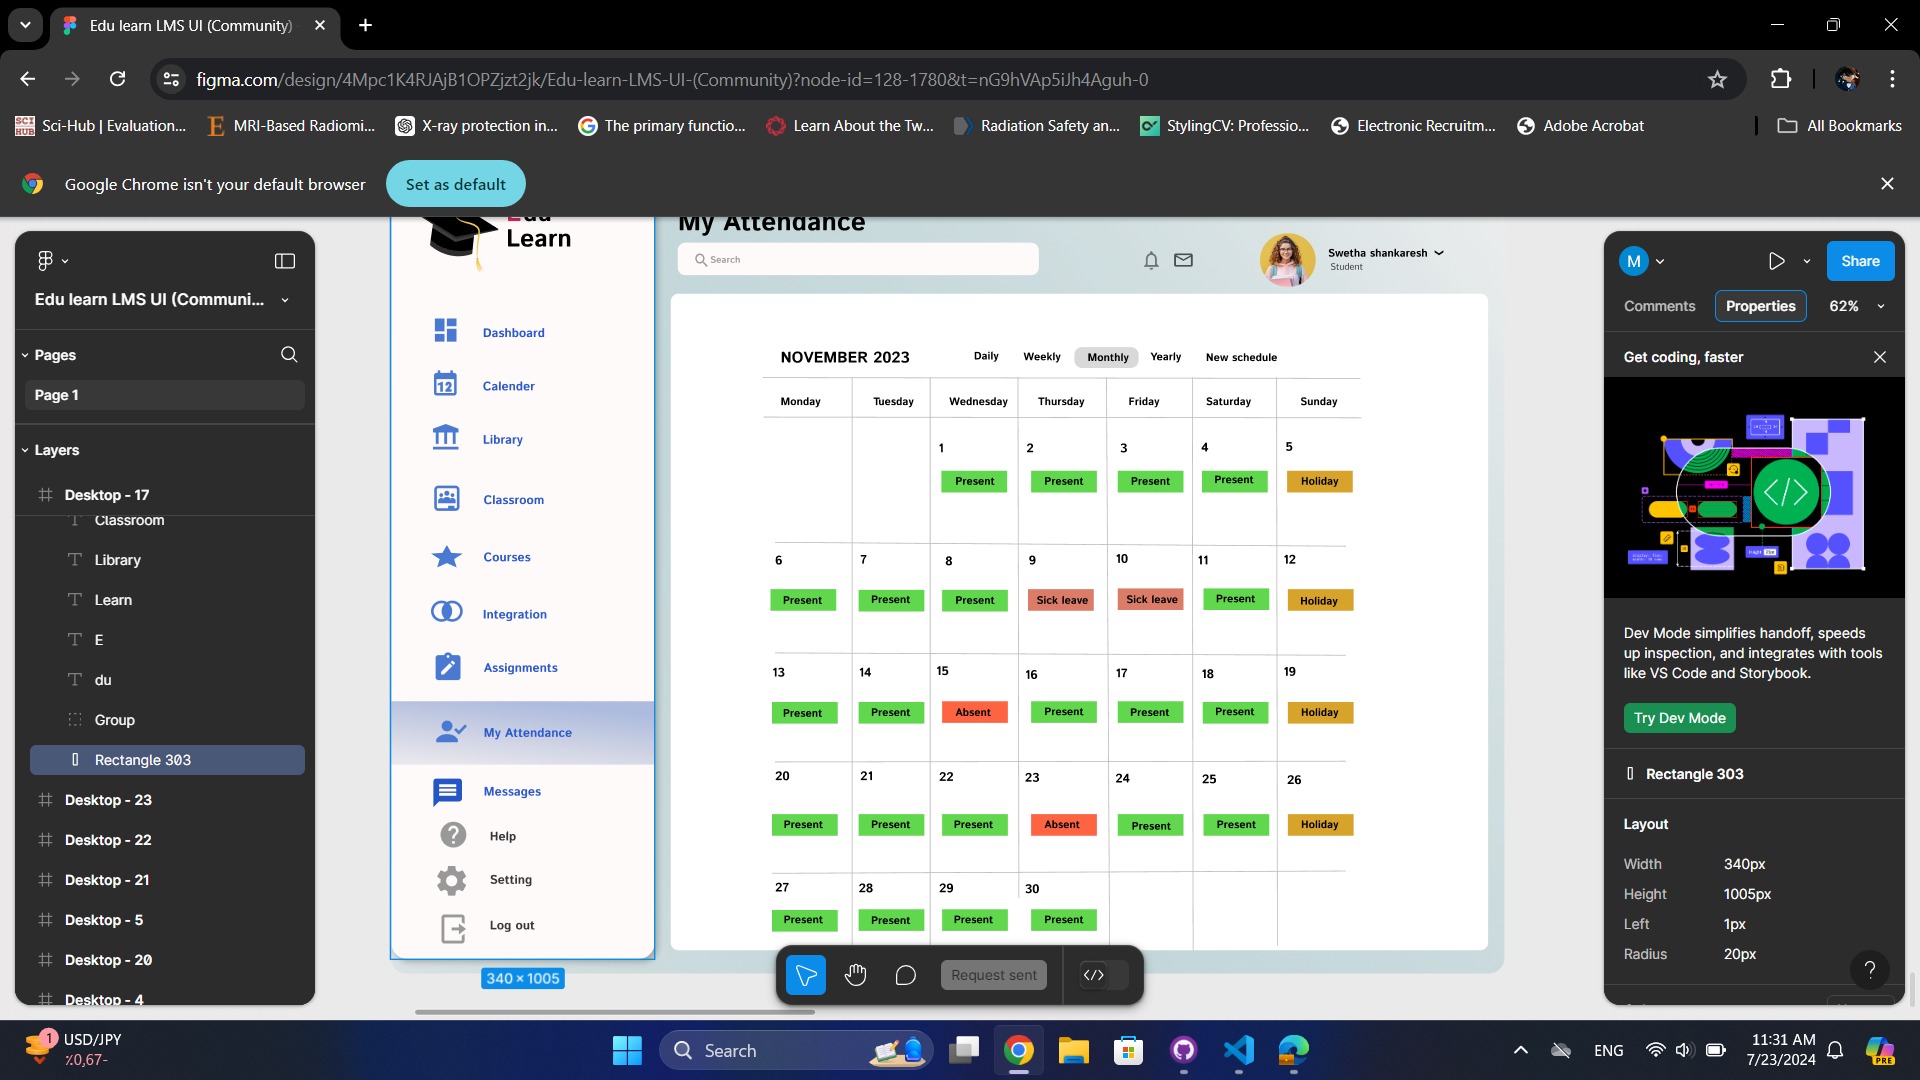 Edu learn LMS UI (Community)
figma.com/design/4Mpc1K4RJAjB1OPZjzt2jk/Edu-learn-LMS-UI-(Community)?node-id=128-1780&t=nG9hVAp5iJh4Aguh-0
SCI HUB Sci-Hub | Evaluation... MRI-Based Radiomi... X-ray protection in... The primary functio... Learn About the Tw... Radiation Safety an... StylingCV: Professio... Electronic Recruitm... Adobe Acrobat All Bookmarks
Google Chrome isn't your default browser Set as default
Edu learn LMS UI (Communi...
Pages
Page 1
Layers
Desktop - 17
Classroom
Library
Learn
E
du
Group
Rectangle 303
Desktop - 23
Desktop - 22
Desktop - 21
Desktop - 5
Desktop - 20
Desktop - 4
Edu
Learn
Dashboard
12 Calender
Library
Classroom
Courses
Integration
Assignments
My Attendance
Messages
Help
Setting
Log out
340 × 1005
My Attendance
Search
Swetha shankaresh
Student
NOVEMBER 2023 Daily Weekly Monthly Yearly New schedule
Monday Tuesday Wednesday Thursday Friday Saturday Sunday
1 2 3 4 5
Present Present Present Present Holiday
6 7 8 9 10 11 12
Present Present Present Sick leave Sick leave Present Holiday
13 14 15 16 17 18 19
Present Present Absent Present Present Present Holiday
20 21 22 23 24 25 26
Present Present Present Absent Present Present Holiday
27 28 29 30
Present Present Present Present
Request sent
M Share
Comments Properties 62%
Get coding, faster
Dev Mode simplifies handoff, speeds
up inspection, and integrates with tools
like VS Code and Storybook.
Try Dev Mode
Rectangle 303
Layout
Width 340px
Height 1005px
Left 1px
Radius 20px
?
1 USD/JPY
٪0,67-
Search
ENG
11:31 AM
7/23/2024
PRE